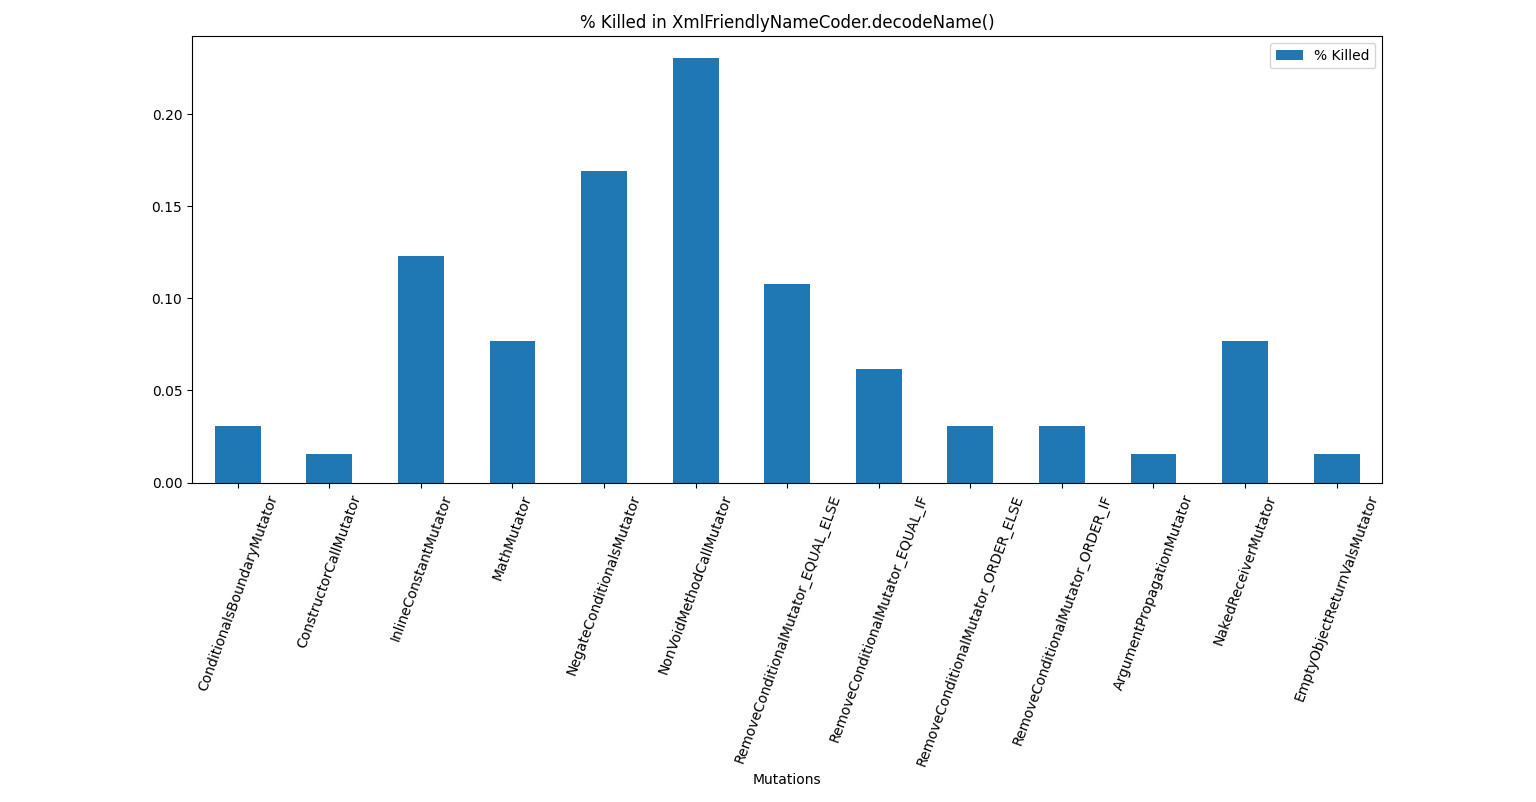 % Killed in XmlFriendlyNameCoder.decodeName()
% Killed
0.20
0.15
0.10
0.05
0.00
ConditionalsBoundaryMutator
ConstructorCallMutator
InlineConstantMutator
MathMutator
NegateConditionalsMutator
NonVoidMethodCallMutator
RemoveConditionalMutator_EQUAL_ELSE
RemoveConditionalMutator_EQUAL_IF
RemoveConditionalMutator_ORDER_ELSE
RemoveConditionalMutator_ORDER_IF
ArgumentPropagationMutator
NakedReceiverMutator
EmptyObjectReturnValsMutator
Mutations